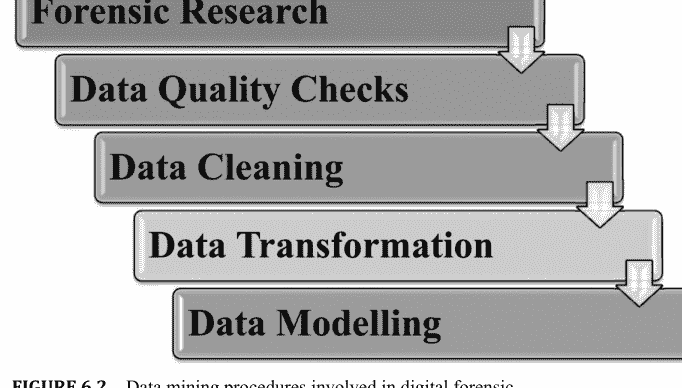 Forensic Research
Data Quality Checks
Data Cleaning
Data Transformation
Data Modelling
FIGURE 6.2 Data mining procedures involved in digital forensic